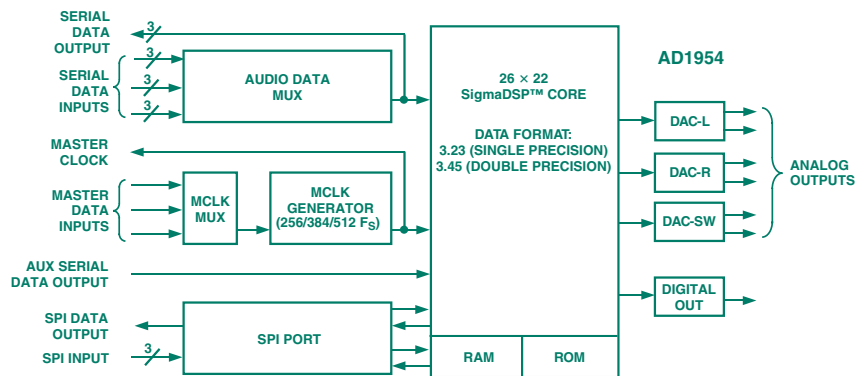 SERIAL
DATA
OUTPUT
3
SERIAL
DATA
INPUTS
3
3
3
AUDIO DATA
MUX
MASTER
CLOCK
MASTER
DATA
INPUTS
MCLK
MUX
MCLK
GENERATOR
(256/384/512 FS)
AUX SERIAL
DATA OUTPUT
SPI DATA
OUTPUT
SPI INPUT
3
SPI PORT
26 × 22
SigmaDSP™ CORE
DATA FORMAT:
3.23 (SINGLE PRECISION)
3.45 (DOUBLE PRECISION)
RAM
ROM
AD1954
DAC-L
DAC-R
DAC-SW
ANALOG
OUTPUTS
DIGITAL
OUT